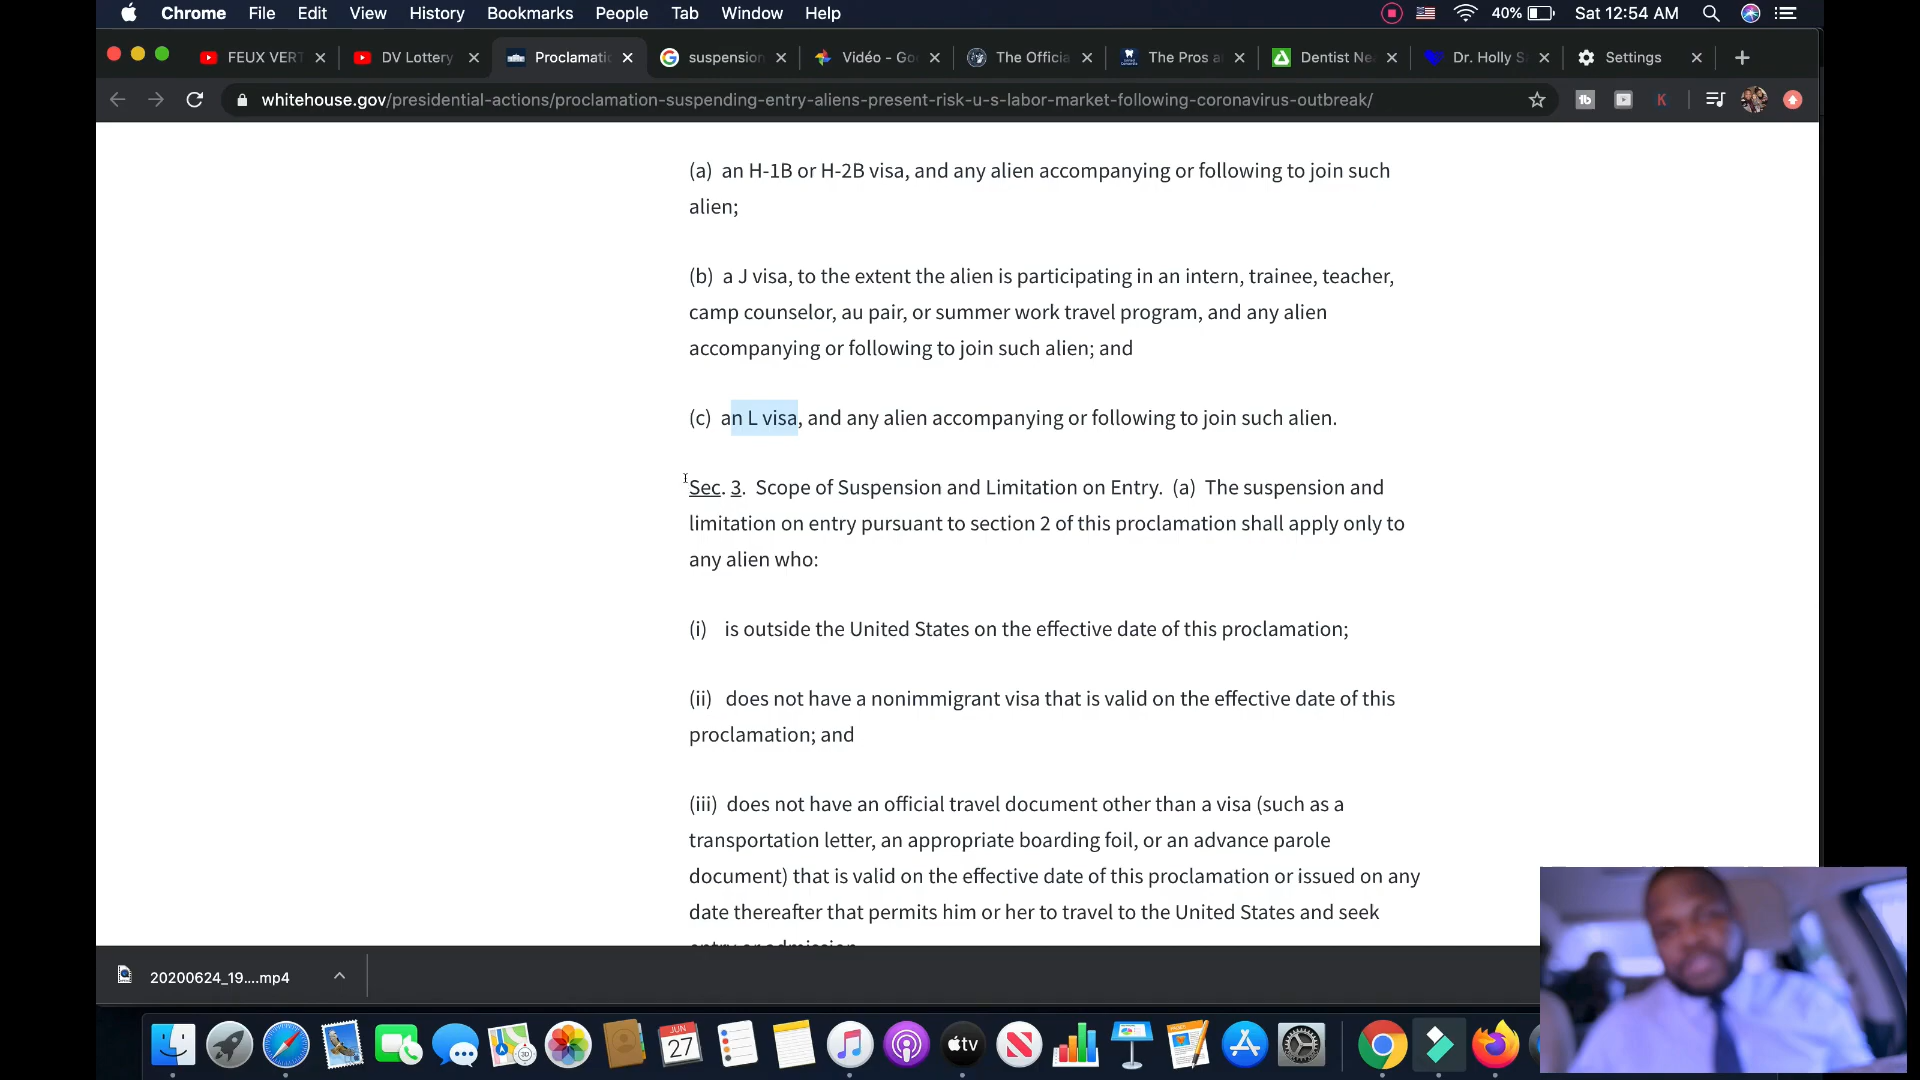 Chrome File Edit View History Bookmarks People Tab Window Help 40% Sat 12:54 AM
FEUX VERT DV Lottery Proclamatic suspension Vidéo - Goo The Officia The Pros a Dentist Ne Dr. Holly S Settings
whitehouse.gov/presidential-actions/proclamation-suspending-entry-aliens-present-risk-u-s-labor-market-following-coronavirus-outbreak/ tb K
(a) an H-1B or H-2B visa, and any alien accompanying or following to join such
alien;
(b) a J visa, to the extent the alien is participating in an intern, trainee, teacher,
camp counselor, au pair, or summer work travel program, and any alien
accompanying or following to join such alien; and
(c) an L visa, and any alien accompanying or following to join such alien.
Sec. 3. Scope of Suspension and Limitation on Entry. (a) The suspension and
limitation on entry pursuant to section 2 of this proclamation shall apply only to
any alien who:
(i) is outside the United States on the effective date of this proclamation;
(ii) does not have a nonimmigrant visa that is valid on the effective date of this
proclamation; and
(iii) does not have an official travel document other than a visa (such as a
transportation letter, an appropriate boarding foil, or an advance parole
document) that is valid on the effective date of this proclamation or issued on any
date thereafter that permits him or her to travel to the United States and seek
entry or admission
20200624_19....mp4
JUN
27
tv
3D